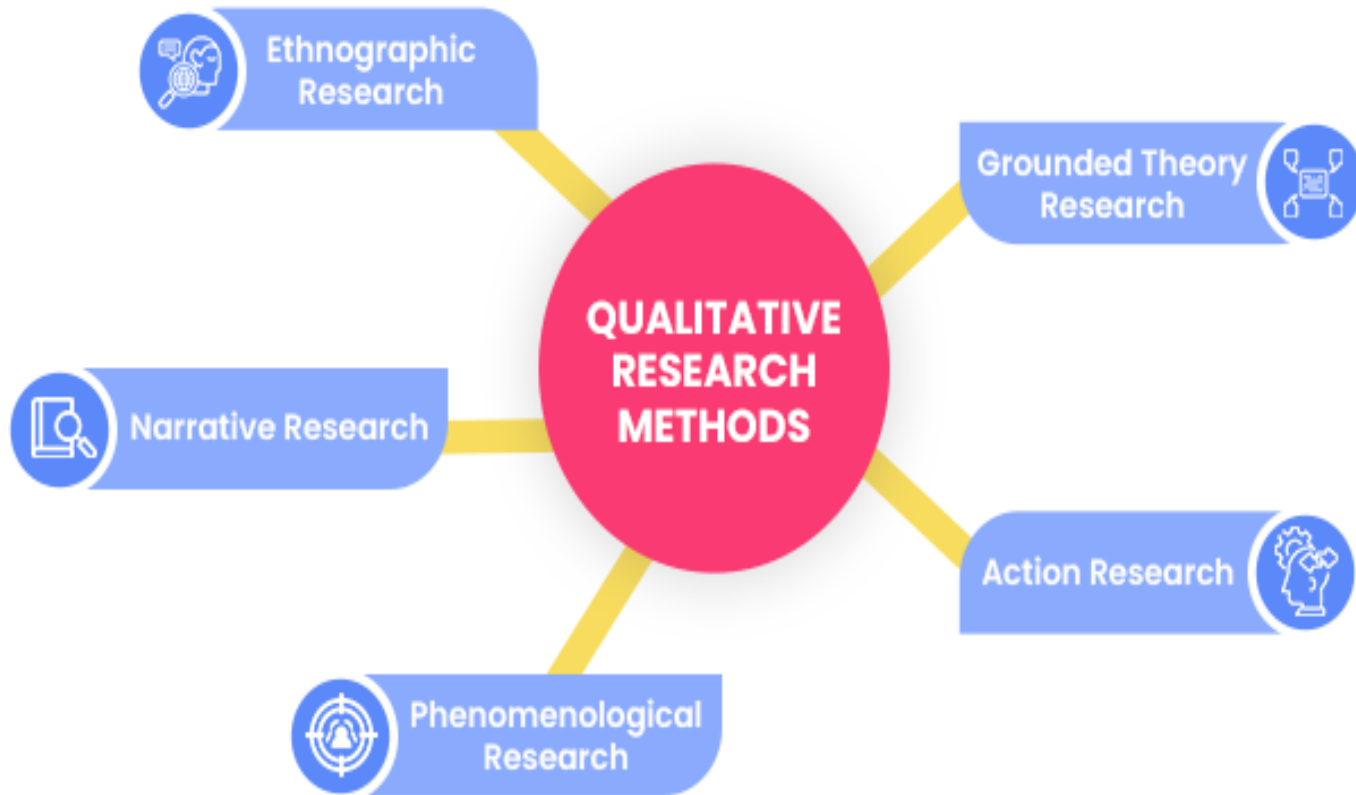 Ethnographic
Research
Grounded Theory
Research
QUALITATIVE
RESEARCH
METHODS
Narrative Research
Action Research
Phenomenological
Research